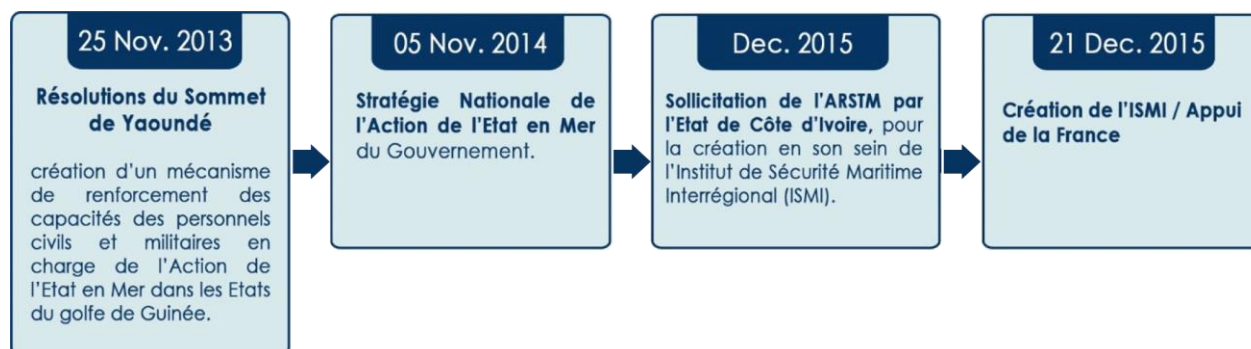 25 Nov. 2013
Résolutions du Sommet
de Yaoundé
création d'un mécanisme
de renforcement des
capacités des personnels
civils et militaires en
charge de l'Action de
l'Etat en Mer dans les Etats
du golfe de Guinée.
05 Nov. 2014
Stratégie Nationale de
l'Action de l'Etat en Mer
du Gouvernement.
Dec. 2015
Sollicitation de l'ARSTM par
l'Etat de Côte d'Ivoire, pour
la création en son sein de
l'Institut de Sécurité Maritime
Interrégional (ISMI).
21 Dec. 2015
Création de l'ISMI / Appui
de la France